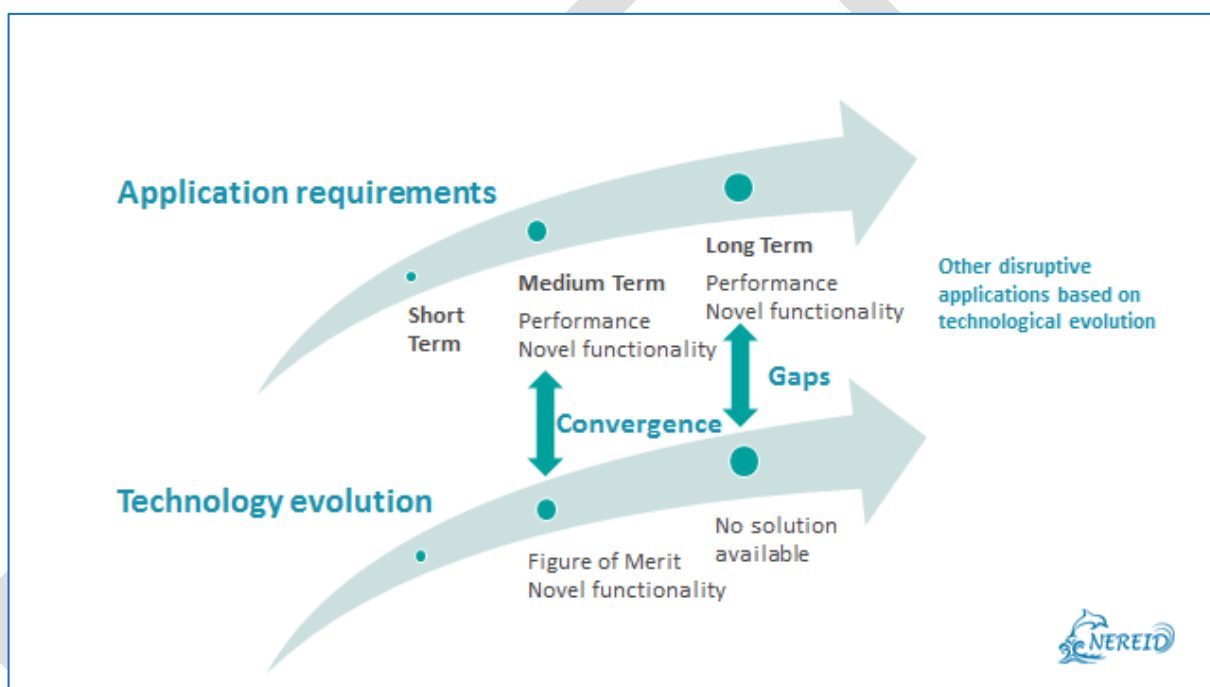 Application requirements
Short
Term
Medium Term
Performance
Novel functionality
Long Term
Performance
Novel functionality
Other disruptive
applications based on
technological evolution
Convergence
Gaps
Technology evolution
Figure of Merit
Novel functionality
No solution
available
NEREID